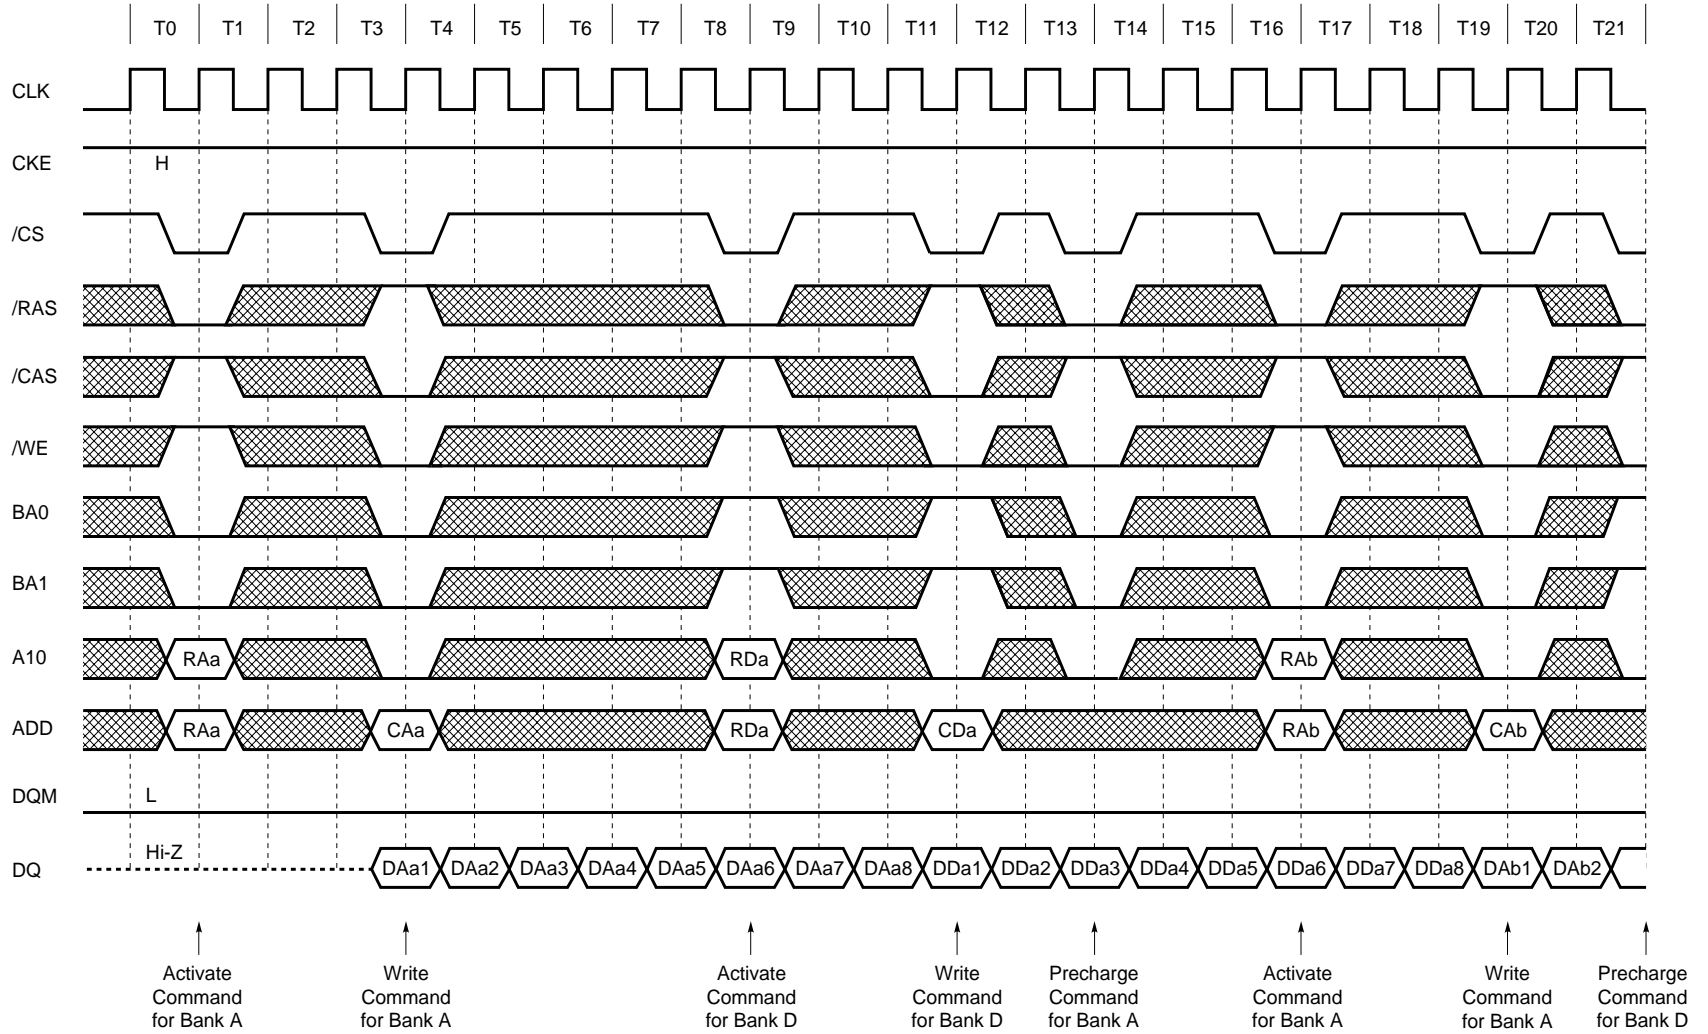 T0 T1 T2 T3 T4 T5 T6 T7 T8 T9 T10 T11 T12 T13 T14 T15 T16 T17 T18 T19 T20 T21
CLK
CKE H
/CS
/RAS
/CAS
/WE
BA0
BA1
A10 RAa RDa RAb
ADD RAa CAa RDa CDa RAb CAb
DQM L
Hi-Z
DQ DAa1 DAa2 DAa3 DAa4 DAa5 DAa6 DAa7 DAa8 DDa1 DDa2 DDa3 DDa4 DDa5 DDa6 DDa7 DDa8 DAb1 DAb2
Activate
Command
for Bank A
Write
Command
for Bank A
Activate
Command
for Bank D
Write
Command
for Bank D
Precharge
Command
for Bank A
Activate
Command
for Bank A
Write
Command
for Bank A
Precharge
Command
for Bank D